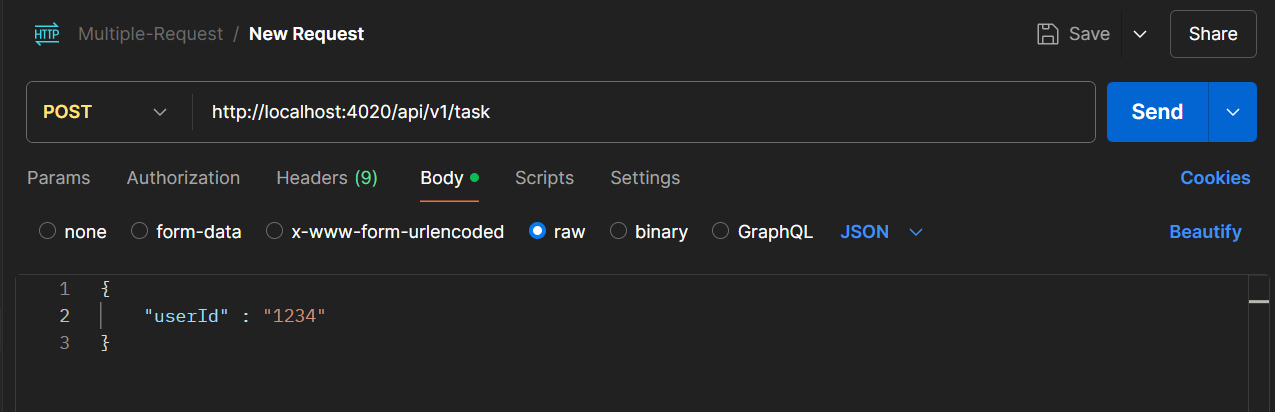 HTTP Multiple-Request / New Request Save Share
POST http://localhost:4020/api/v1/task Send
Params Authorization Headers (9) Body Scripts Settings Cookies
none form-data x-www-form-urlencoded raw binary GraphQL JSON Beautify
1 {
2 "userId" : "1234"
3 }